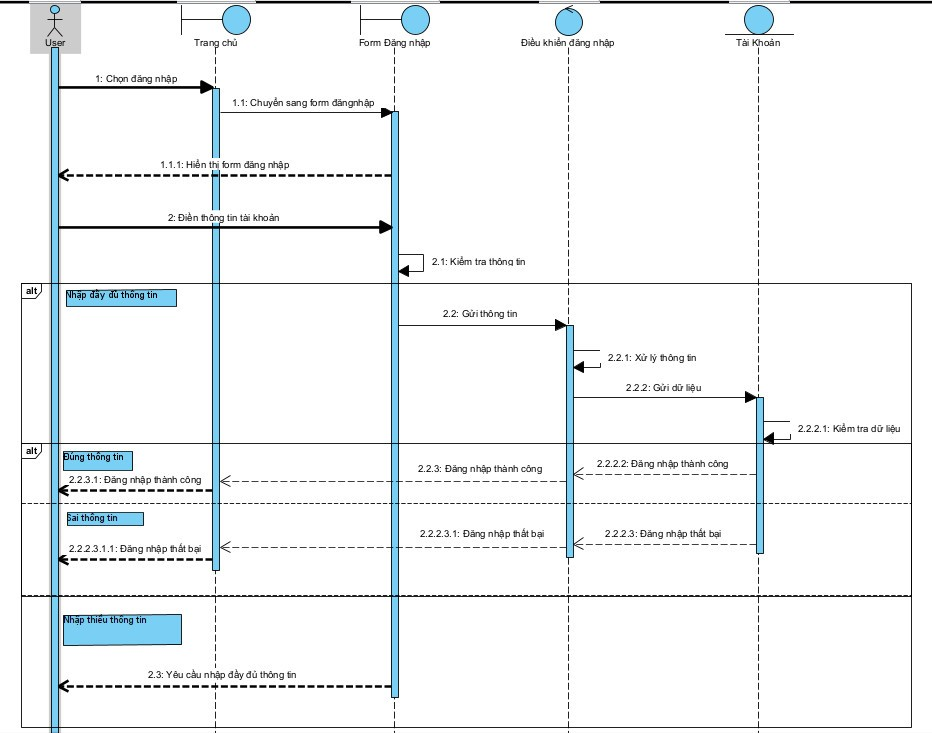 User
Trang chủ
Form Đăng nhập
Điều khiển đăng nhập
Tài Khoản
1: Chọn đăng nhập
1.1: Chuyển sang form đăngnhập
1.1.1: Hiển thị form đăng nhập
2: Điền thông tin tài khoản
2.1: Kiểm tra thông tin
alt
Nhập đầy đủ thông tin
2.2: Gửi thông tin
2.2.1: Xử lý thông tin
2.2.2: Gửi dữ liệu
2.2.2.1: Kiểm tra dữ liệu
alt
Đúng thông tin
2.2.2.2: Đăng nhập thành công
2.2.3: Đăng nhập thành công
2.2.3.1: Đăng nhập thành công
Sai thông tin
2.2.2.3: Đăng nhập thất bại
2.2.2.3.1: Đăng nhập thất bại
2.2.2.3.1.1: Đăng nhập thất bại
Nhập thiếu thông tin
2.3: Yêu cầu nhập đầy đủ thông tin